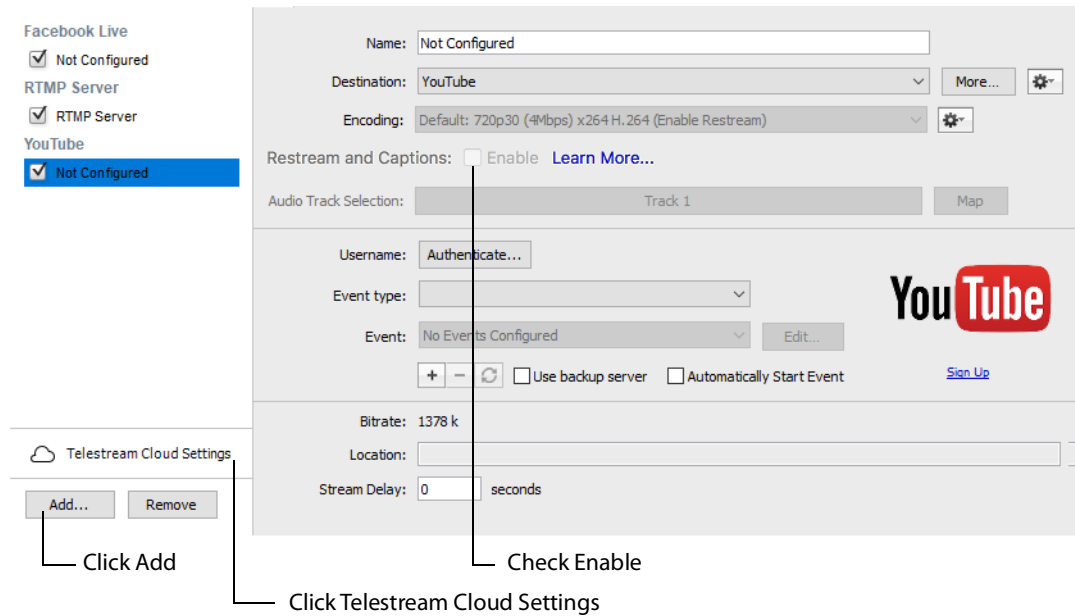 Facebook Live
Not Configured
RTMP Server
RTMP Server
YouTube
Not Configured
Telestream Cloud Settings
Add... Remove
Name: Not Configured
Destination: YouTube More...
Encoding: Default: 720p30 (4Mbps) x264 H.264 (Enable Restream)
Restream and Captions: Enable Learn More...
Audio Track Selection: Track 1 Map
Username: Authenticate...
Event type:
YouTube
Event: No Events Configured Edit...
+ - Use backup server Automatically Start Event Sign Up
Bitrate: 1378 k
Location:
Stream Delay: 0 seconds
Click Add
Check Enable
Click Telestream Cloud Settings